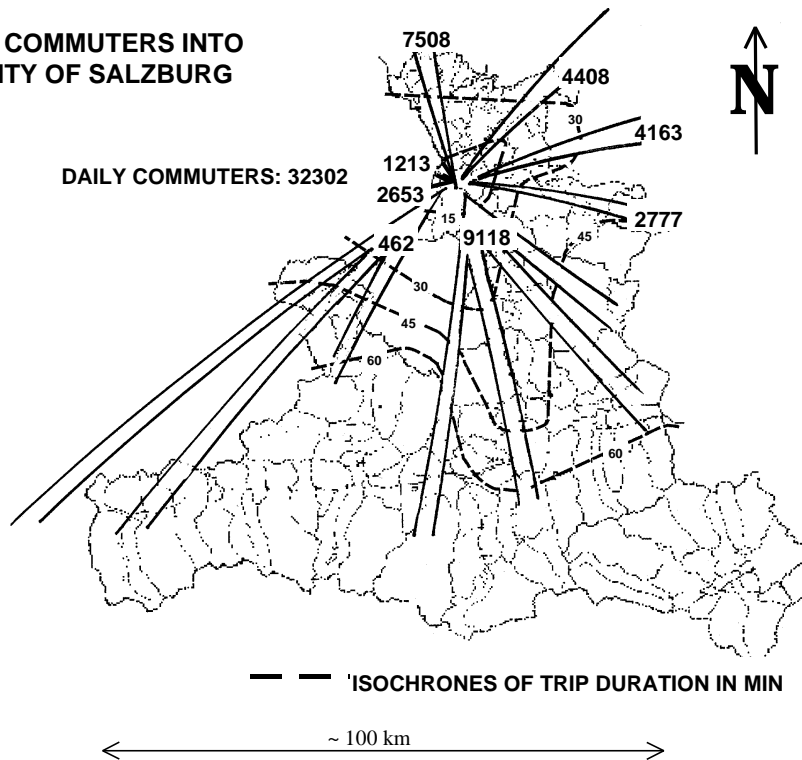 COMMUTERS INTO
ITY OF SALZBURG
7508
4408
N
30
4163
1213
DAILY COMMUTERS: 32302
2653
15
2777
462
9118
45
30
45
60
60
ISOCHRONES OF TRIP DURATION IN MIN
~ 100 km